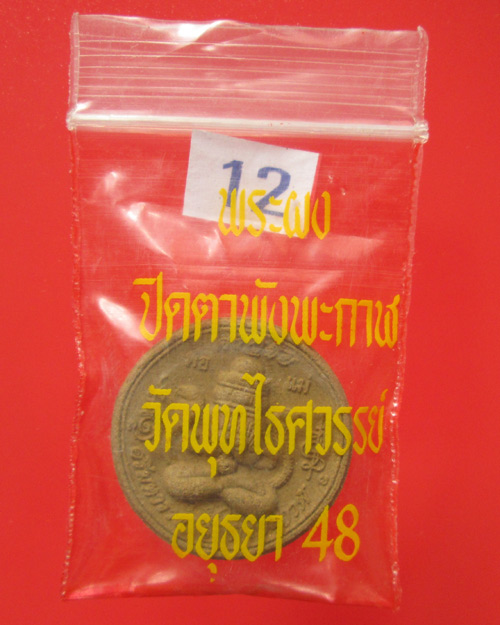 12
พระผง
ปิดตาพังพะกาฬ
วัดพุทไธศวรรย์
อยุธยา 48